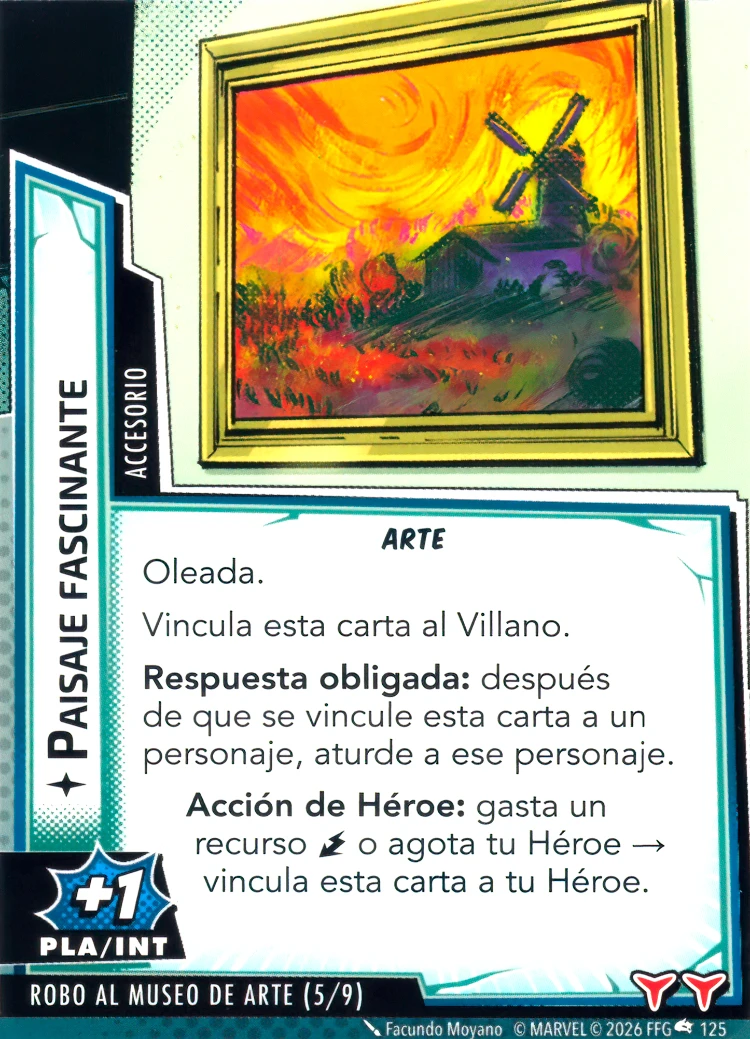 ARTE
Oleada.
Vincula esta carta al Villano.
Respuesta obligada: después
de que se vincule esta carta a un
personaje, aturde a ese personaje.
Acción de Héroe: gasta un
recurso o agota tu Héroe →
vincula esta carta a tu Héroe.
PAISAJE FASCINANTE
ACCESORIO
+1
PLA/INT
ROBO AL MUSEO DE ARTE (5/9)
Facundo Moyano © MARVEL © 2026 FFG 125